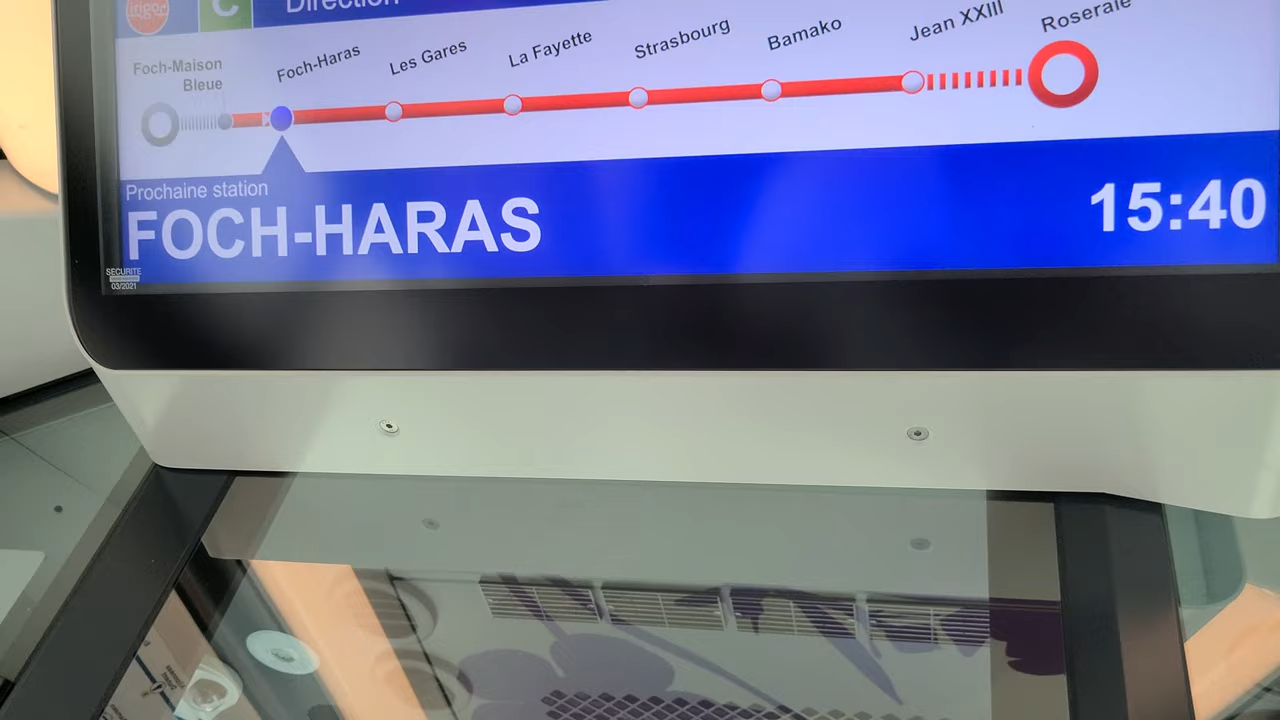 irigo
C
Direction
Foch-Maison
Bleue
Foch-Haras
Les Gares
La Fayette
Strasbourg
Bamako
Jean XXIII
Roseraie
Prochaine station
FOCH-HARAS
15:40
SECURITE
03/2021